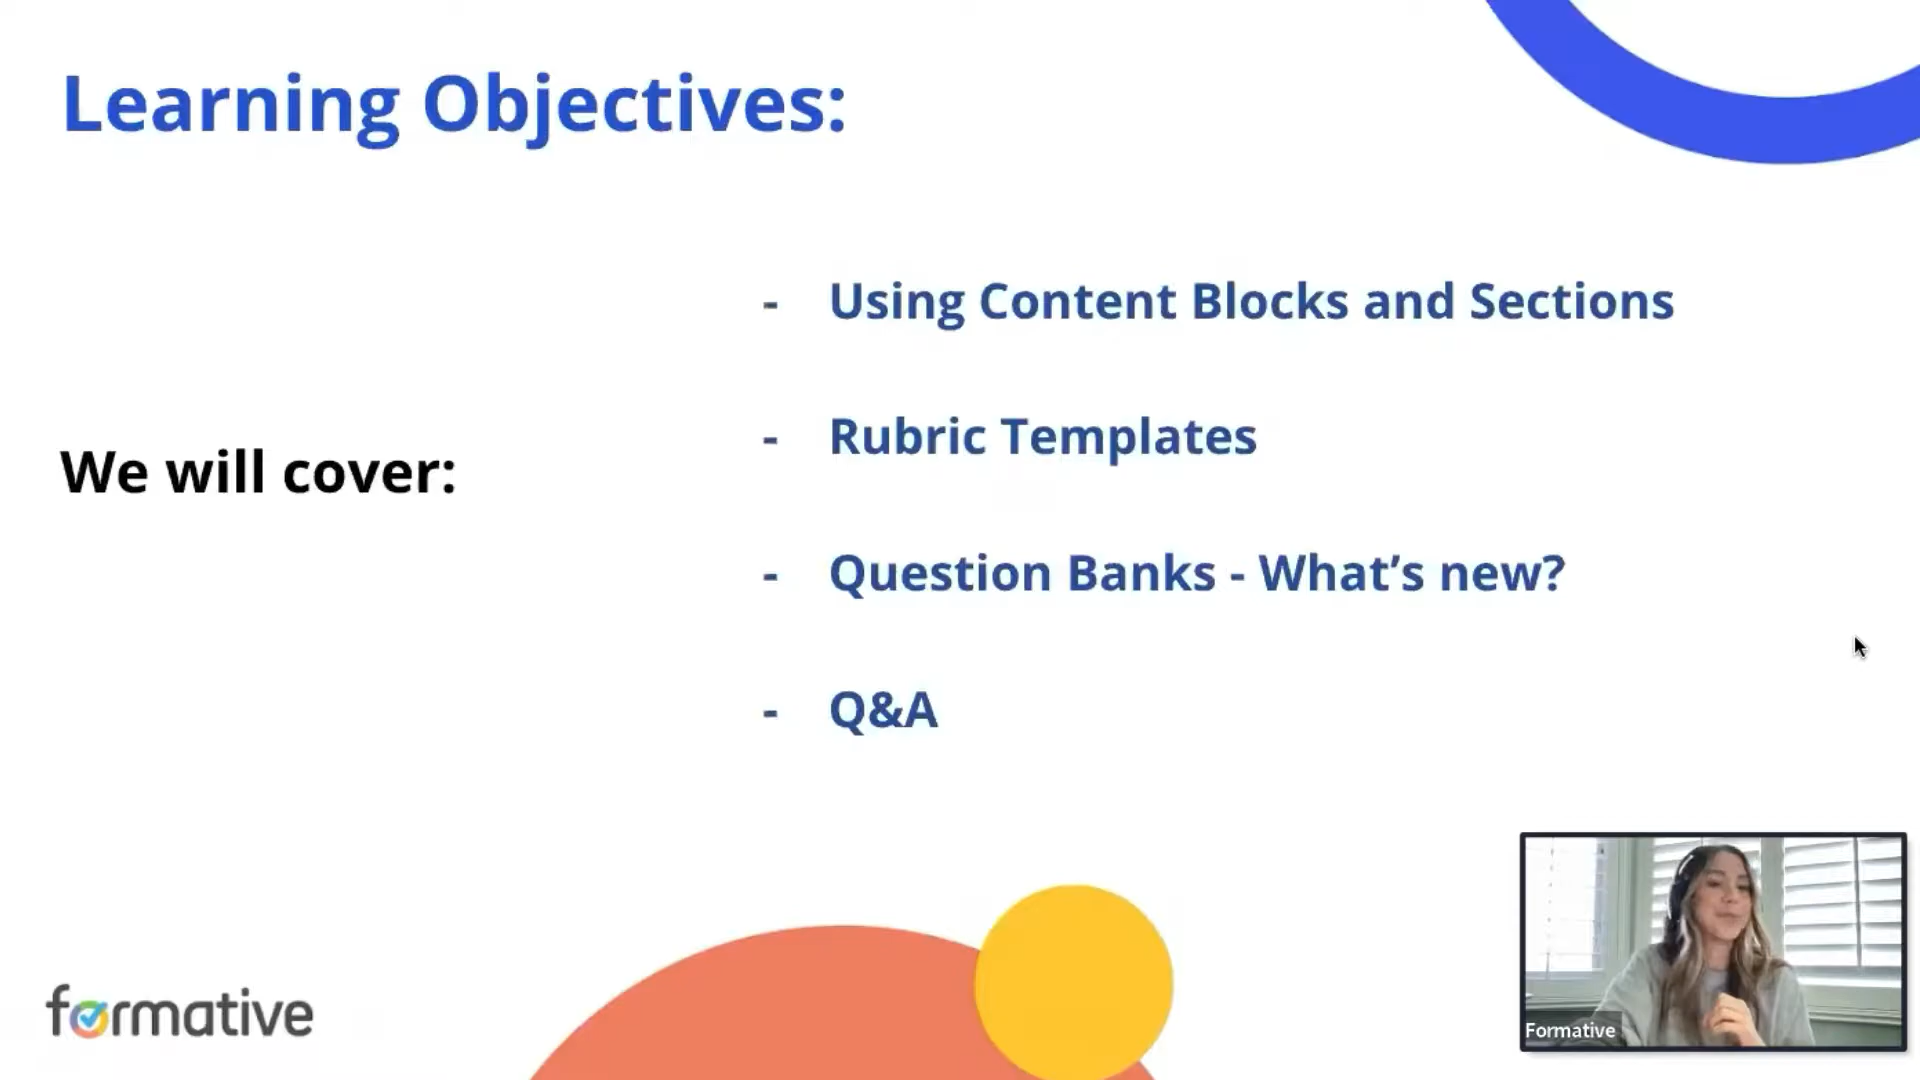 Learning Objectives:
We will cover:
- Using Content Blocks and Sections
- Rubric Templates
- Question Banks - What’s new?
- Q&A
formative
Formative